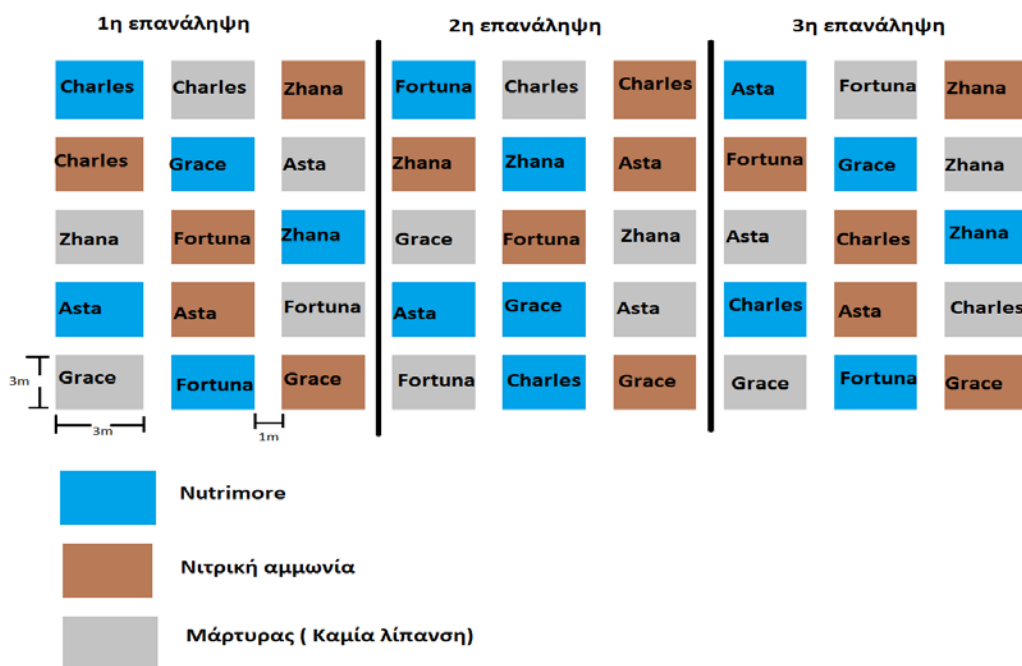 1η επανάληψη 2η επανάληψη 3η επανάληψη
Charles Charles Zhana Fortuna Charles Charles Asta Fortuna Zhana
Charles Grace Asta Zhana Zhana Asta Fortuna Grace Zhana
Zhana Fortuna Zhana Grace Fortuna Zhana Asta Charles Zhana
Asta Asta Fortuna Asta Grace Asta Charles Asta Charles
Grace Fortuna Grace Fortuna Charles Grace Grace Fortuna Grace
3m
3m 1m
Nutrimore
Νιτρική αμμωνία
Μάρτυρας ( Καμία λίπανση)